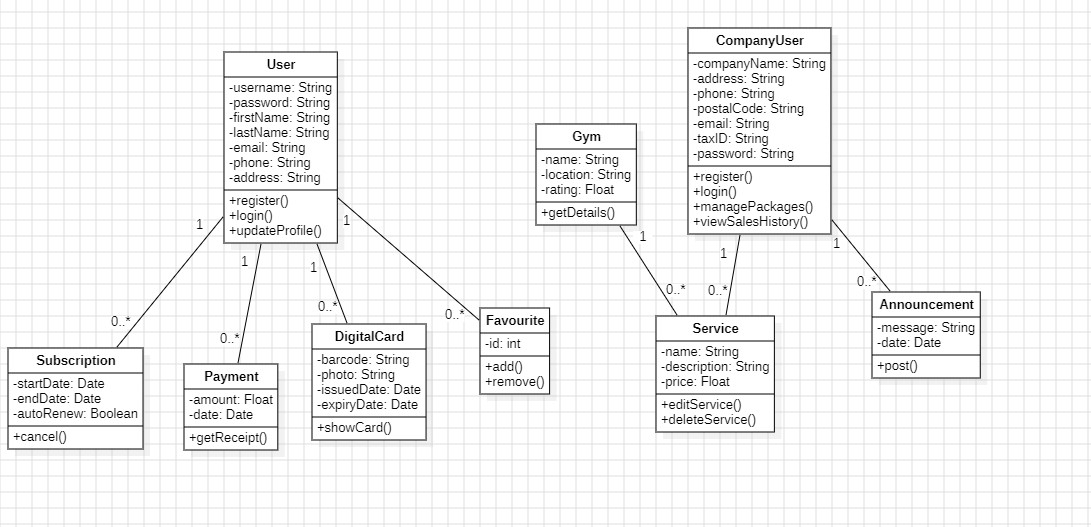 User
-username: String
-password: String
-firstName: String
-lastName: String
-email: String
-phone: String
-address: String
+register()
+login()
+updateProfile()
1
0..*
1
0..*
1
0..*
1
0..*
Subscription
-startDate: Date
-endDate: Date
-autoRenew: Boolean
+cancel()
Payment
-amount: Float
-date: Date
+getReceipt()
DigitalCard
-barcode: String
-photo: String
-issuedDate: Date
-expiryDate: Date
+showCard()
Favourite
-id: int
+add()
+remove()
Gym
-name: String
-location: String
-rating: Float
+getDetails()
1
0..*
CompanyUser
-companyName: String
-address: String
-phone: String
-postalCode: String
-email: String
-taxID: String
-password: String
+register()
+login()
+managePackages()
+viewSalesHistory()
1
0..*
1
0..*
Service
-name: String
-description: String
-price: Float
+editService()
+deleteService()
Announcement
-message: String
-date: Date
+post()